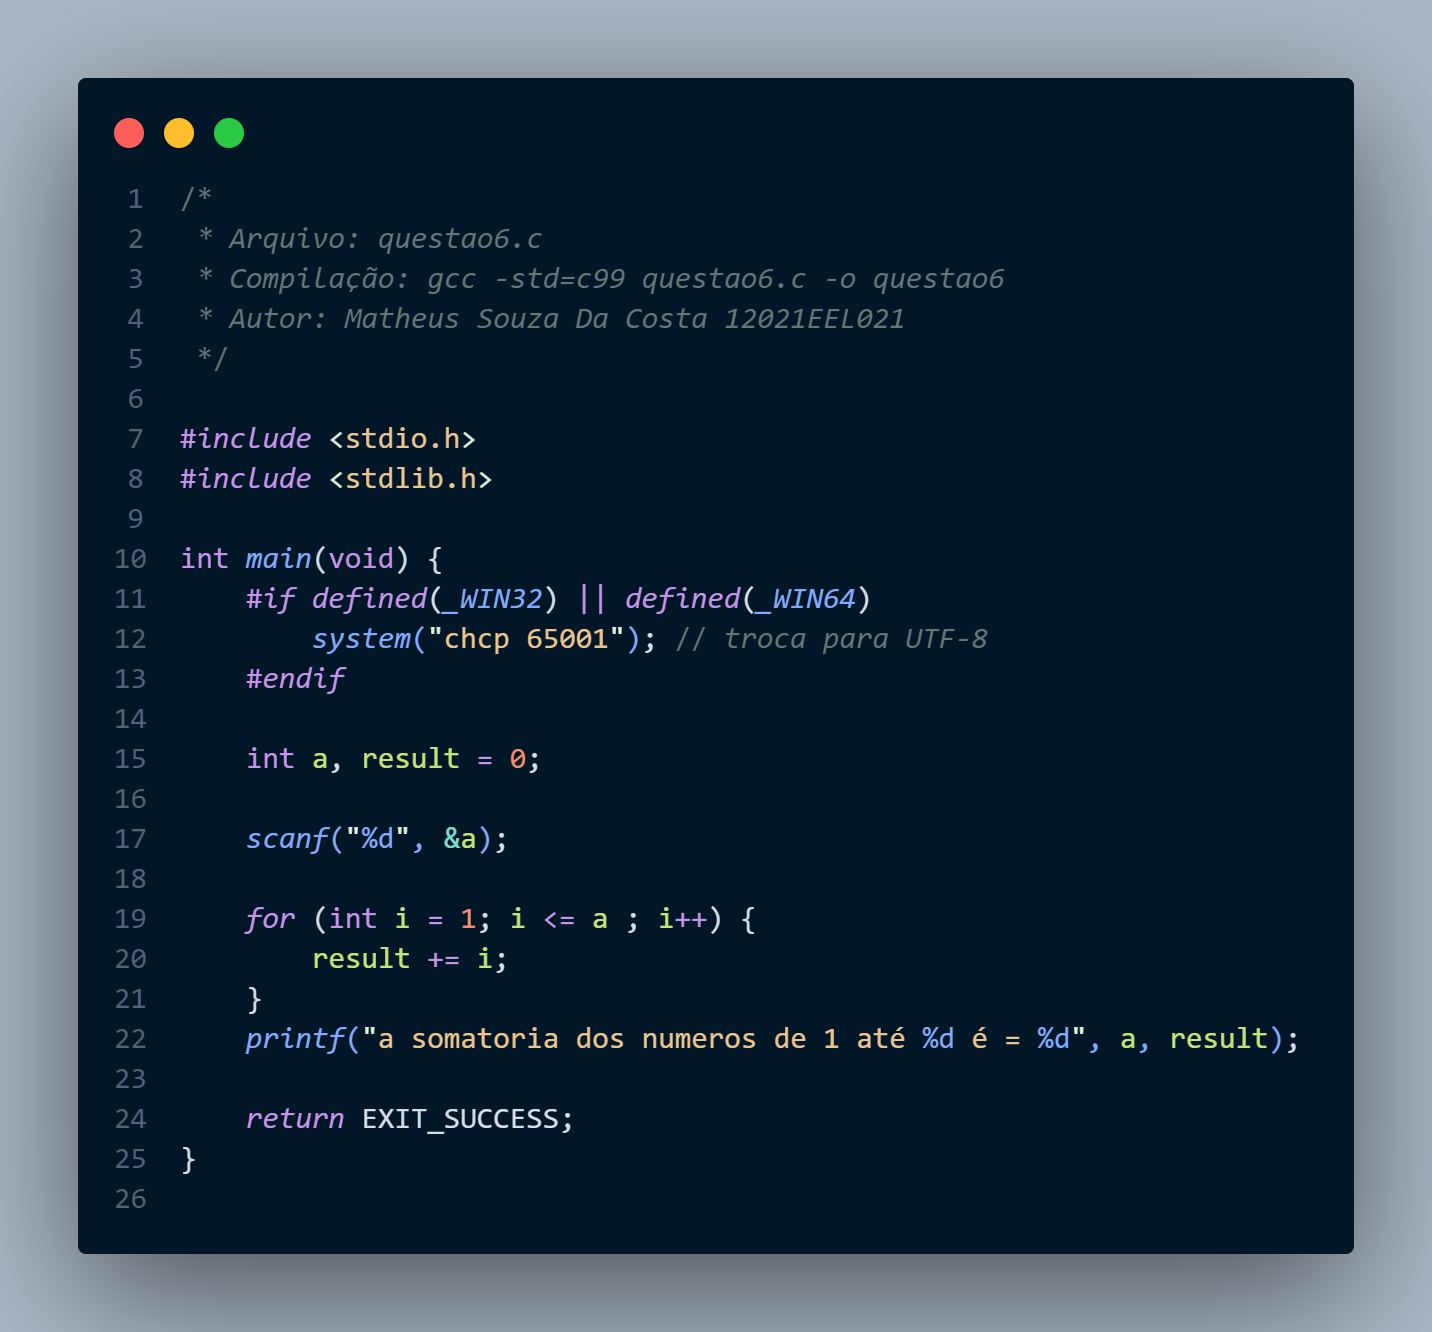 1 /*
2  * Arquivo: questao6.c
3  * Compilação: gcc -std=c99 questao6.c -o questao6
4  * Autor: Matheus Souza Da Costa 12021EEL021
5  */
6
7 #include <stdio.h>
8 #include <stdlib.h>
9
10 int main(void) {
11     #if defined(_WIN32) || defined(_WIN64)
12         system("chcp 65001"); // troca para UTF-8
13     #endif
14
15     int a, result = 0;
16
17     scanf("%d", &a);
18
19     for (int i = 1; i <= a ; i++) {
20         result += i;
21     }
22     printf("a somatoria dos numeros de 1 até %d é = %d", a, result);
23
24     return EXIT_SUCCESS;
25 }
26